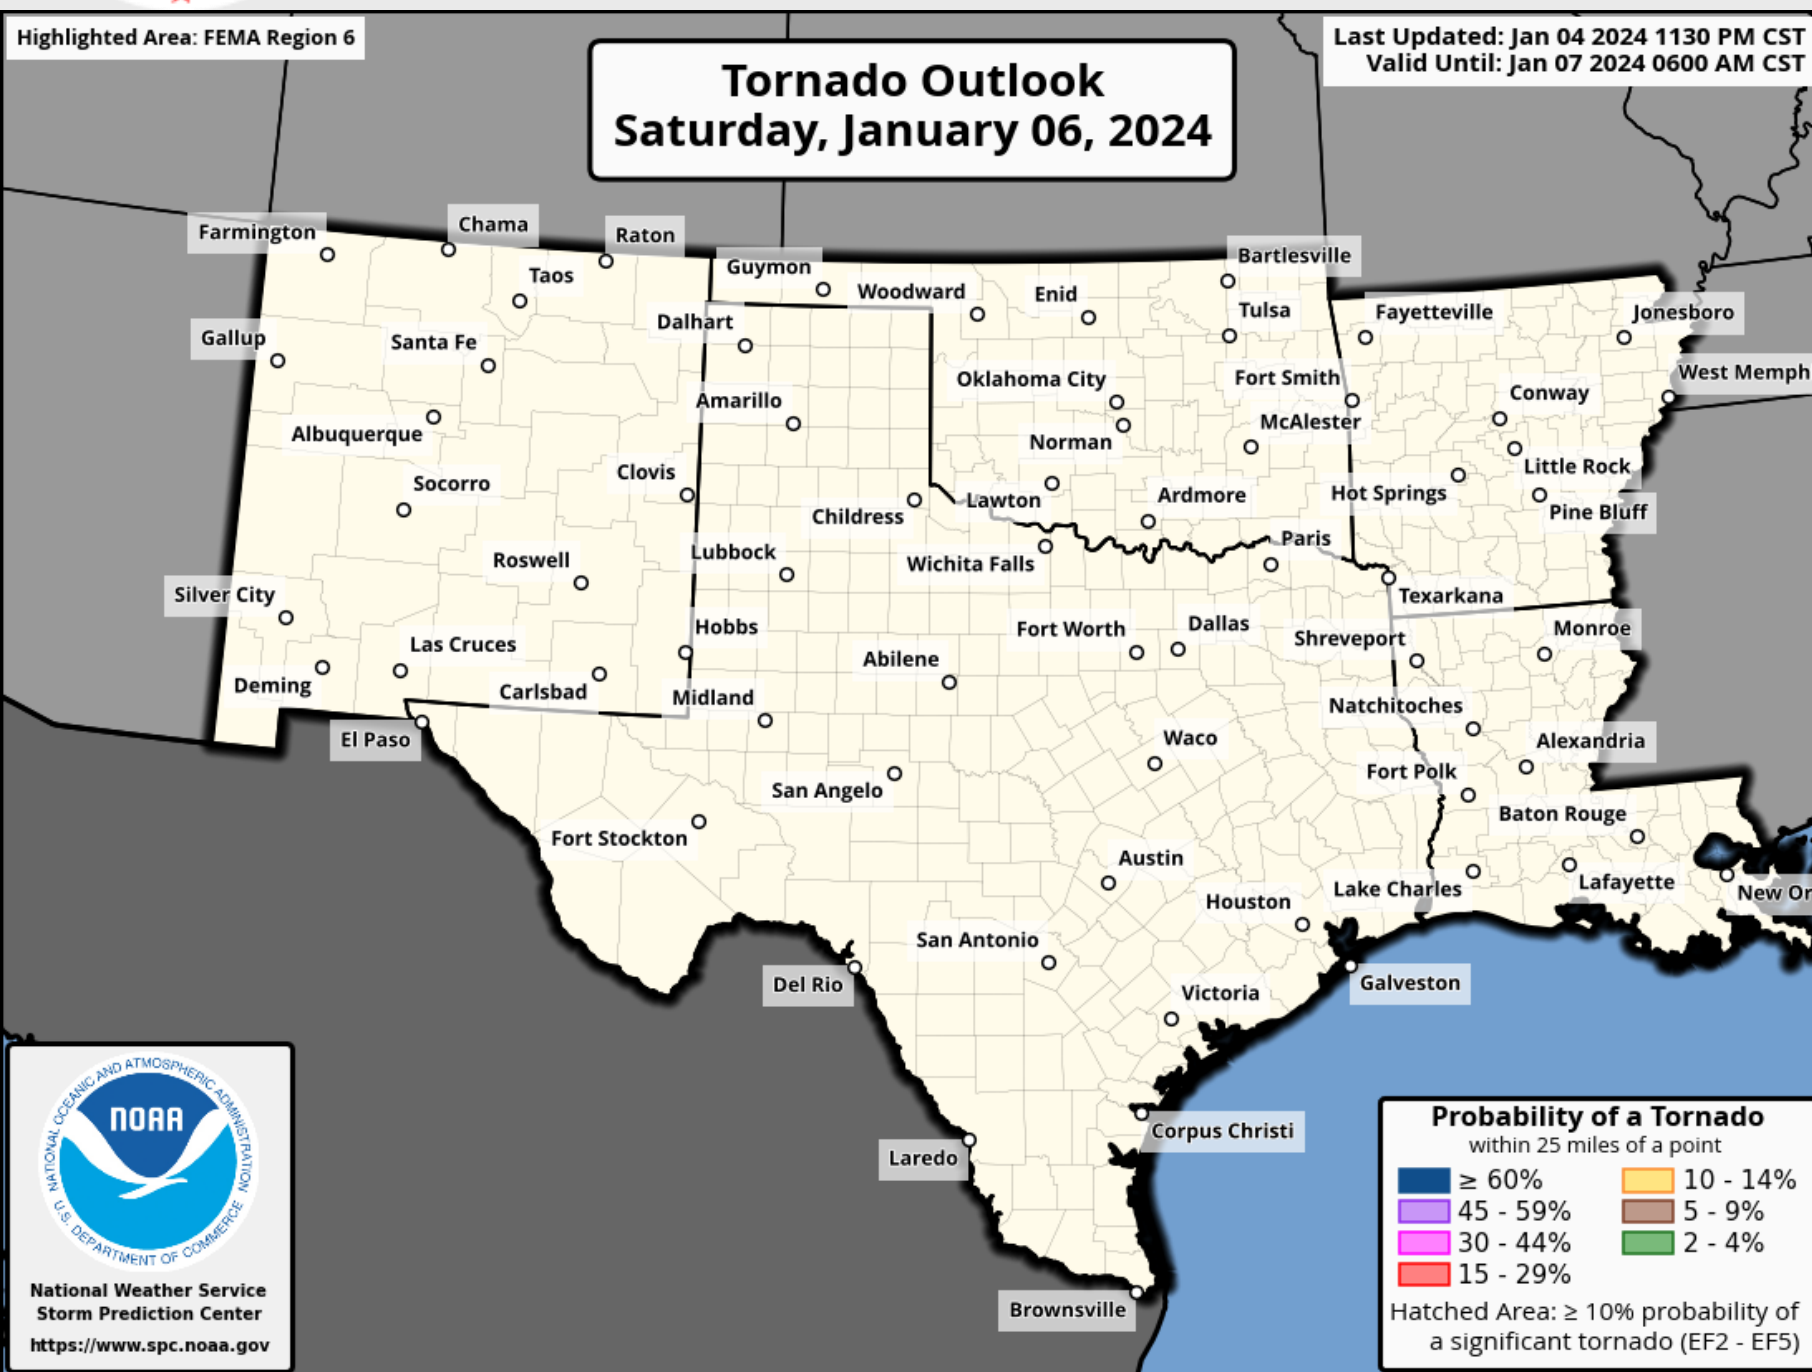 Highlighted Area: FEMA Region 6
Last Updated: Jan 04 2024 1130 PM CST
Valid Until: Jan 07 2024 0600 AM CST
Tornado Outlook
Saturday, January 06, 2024
Farmington
Chama
Raton
Taos
Guymon
Woodward
Enid
Bartlesville
Tulsa
Fayetteville
Jonesboro
Gallup
Santa Fe
Dalhart
Oklahoma City
Fort Smith
Conway
West Memph
Albuquerque
Amarillo
Norman
McAlester
Little Rock
Socorro
Clovis
Childress
Lawton
Ardmore
Hot Springs
Pine Bluff
Roswell
Lubbock
Wichita Falls
Paris
Silver City
Texarkana
Las Cruces
Hobbs
Abilene
Fort Worth
Dallas
Shreveport
Monroe
Deming
Carlsbad
Midland
Natchitoches
El Paso
San Angelo
Waco
Fort Polk
Alexandria
Fort Stockton
Baton Rouge
Austin
Houston
Lake Charles
Lafayette
New Or
San Antonio
Del Rio
Victoria
Galveston
Corpus Christi
Laredo
Brownsville
NATIONAL OCEANIC AND ATMOSPHERIC ADMINISTRATION
NOAA
U.S. DEPARTMENT OF COMMERCE
National Weather Service
Storm Prediction Center
https://www.spc.noaa.gov
Probability of a Tornado
within 25 miles of a point
≥ 60%
10 - 14%
45 - 59%
5 - 9%
30 - 44%
2 - 4%
15 - 29%
Hatched Area: ≥ 10% probability of
a significant tornado (EF2 - EF5)